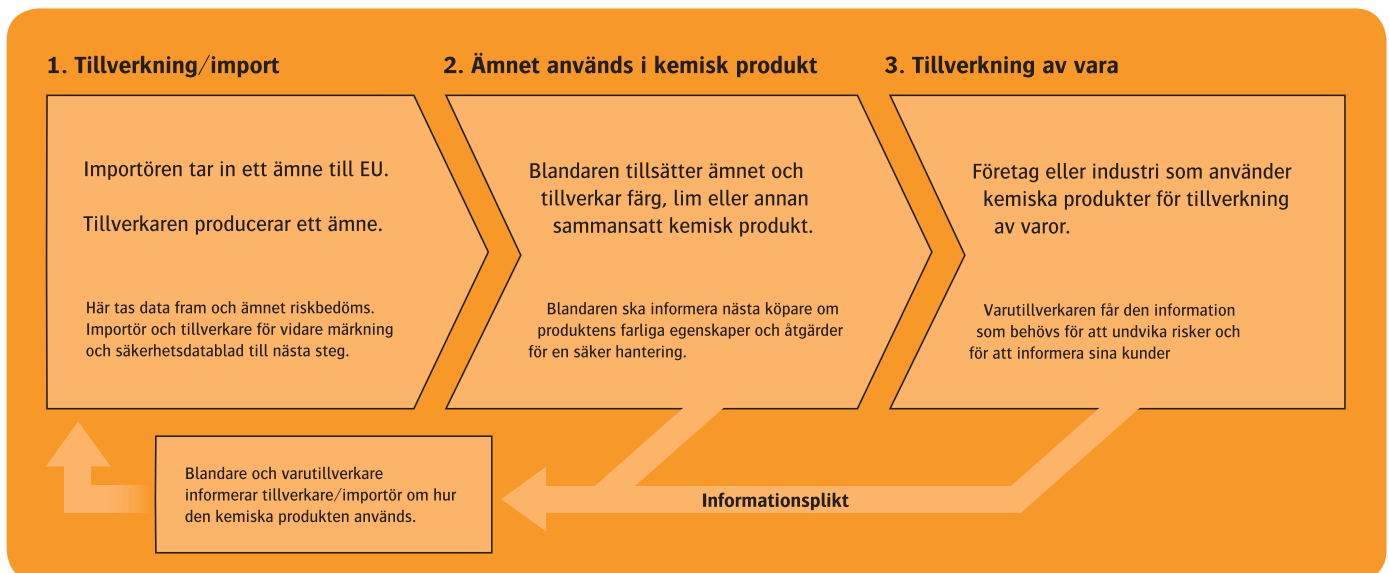 1. Tillverkning/import
Importören tar in ett ämne till EU.
Tillverkaren producerar ett ämne.
Här tas data fram och ämnet riskbedöms.
Importör och tillverkare för vidare märkning
och säkerhetsdatablad till nästa steg.
2. Ämnet används i kemisk produkt
Blandaren tillsätter ämnet och
tillverkar färg, lim eller annan
sammansatt kemisk produkt.
Blandaren ska informera nästa köpare om
produktens farliga egenskaper och åtgärder
för en säker hantering.
3. Tillverkning av vara
Företag eller industri som använder
kemiska produkter för tillverkning
av varor.
Varutillverkaren får den information
som behövs för att undvika risker och
för att informera sina kunder
Blandare och varutillverkare
informerar tillverkare/importör om hur
den kemiska produkten används.
Informationsplikt